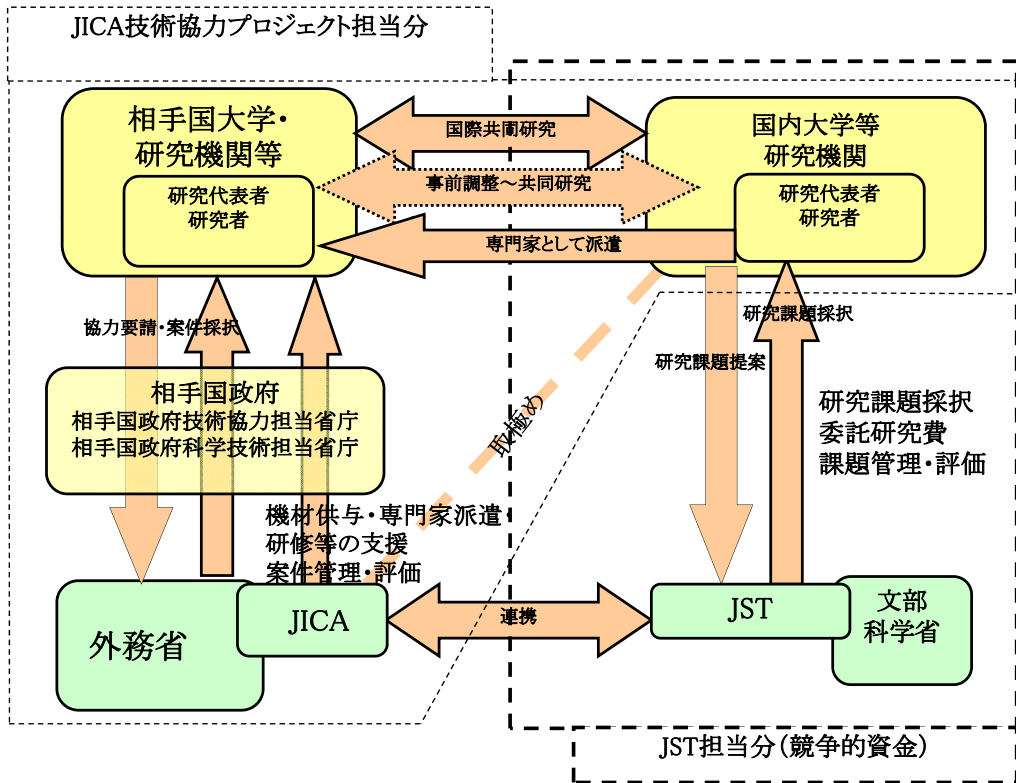 JICA技術協力プロジェクト担当分
相手国大学・
研究機関等
研究代表者
研究者
国際共同研究
事前調整～共同研究
専門家として派遣
国内大学等
研究機関
研究代表者
研究者
協力要請・案件採択
研究課題採択
研究課題提案
相手国政府
相手国政府技術協力担当省庁
相手国政府科学技術担当省庁
取極め
研究課題採択
委託研究費
課題管理・評価
機材供与・専門家派遣・
研修等の支援
案件管理・評価
外務省
JICA
連携
JST
文部
科学省
JST担当分（競争的資金）